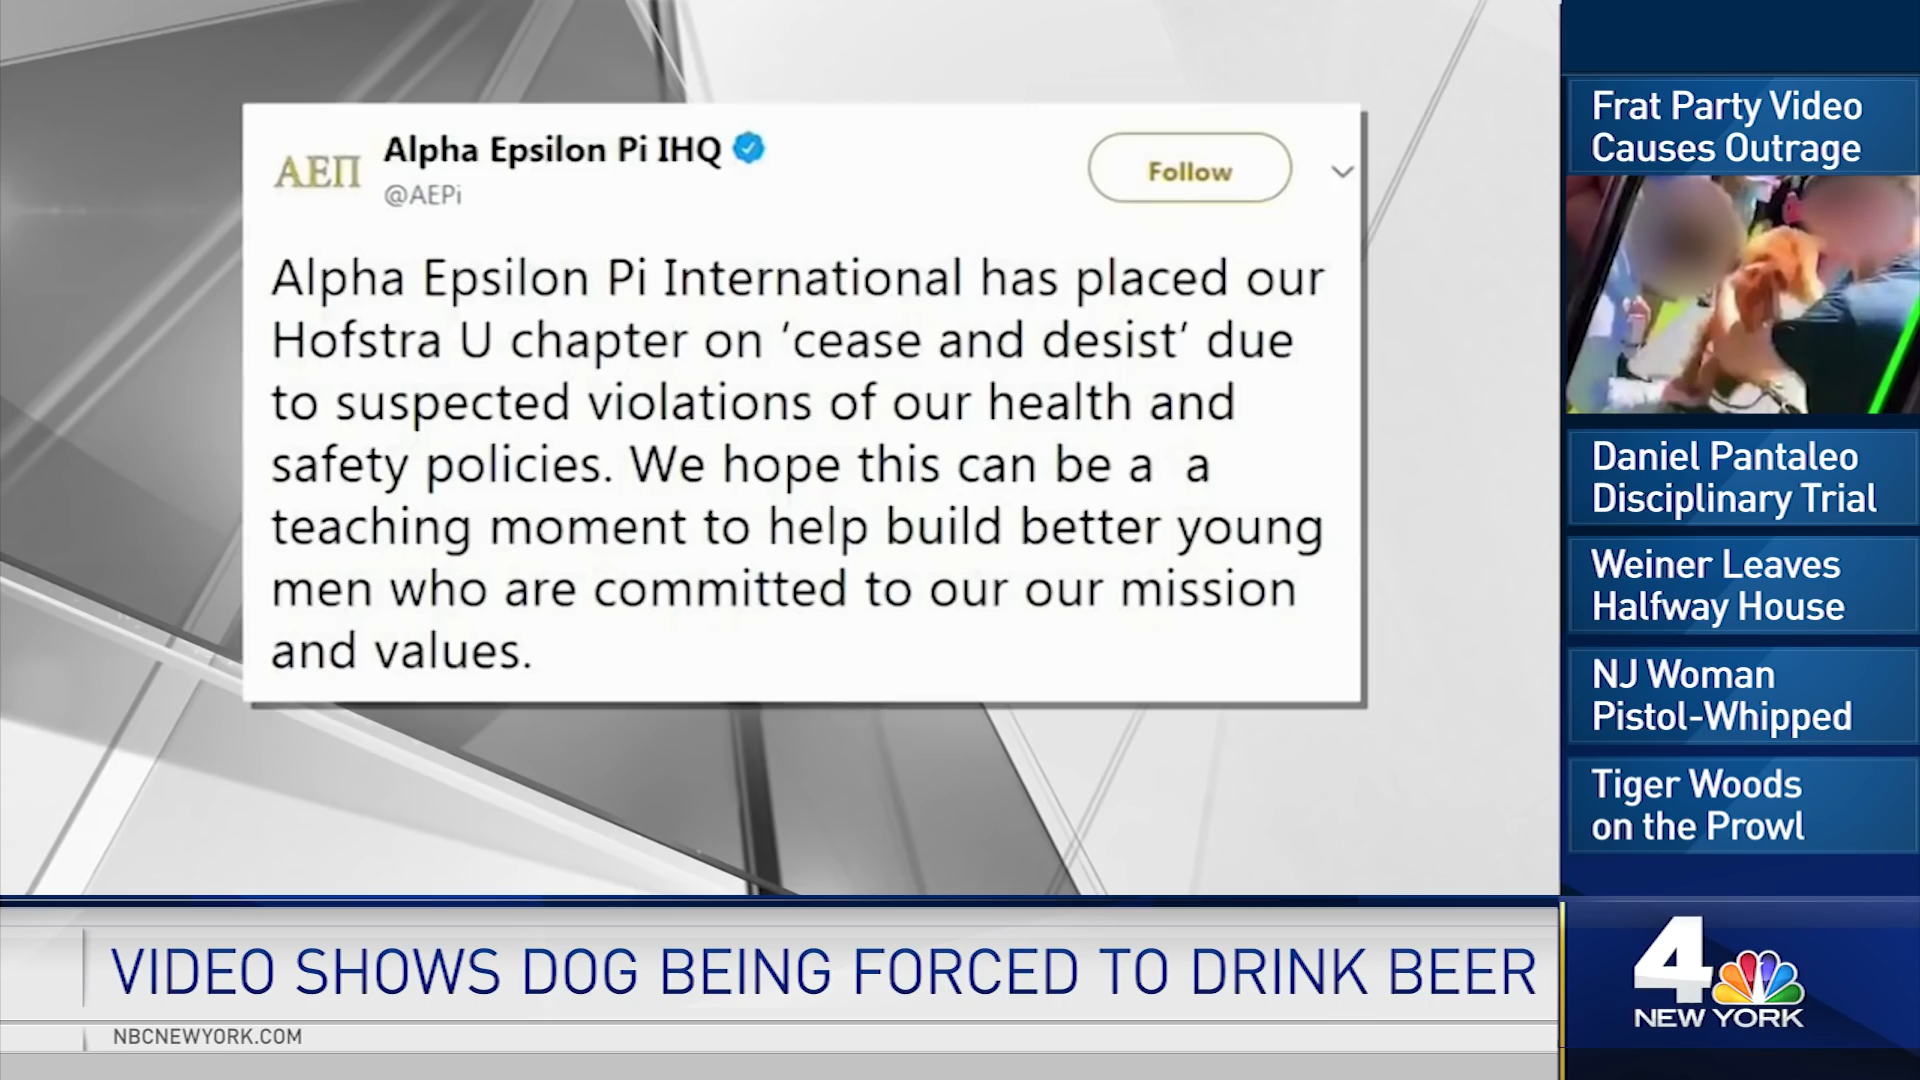 ΑΕΠ
Alpha Epsilon Pi IHQ
@AEPi
Follow
Alpha Epsilon Pi International has placed our
Hofstra U chapter on ‘cease and desist’ due
to suspected violations of our health and
safety policies. We hope this can be a  a
teaching moment to help build better young
men who are committed to our our mission
and values.
Frat Party Video
Causes Outrage
Daniel Pantaleo
Disciplinary Trial
Weiner Leaves
Halfway House
NJ Woman
Pistol-Whipped
Tiger Woods
on the Prowl
VIDEO SHOWS DOG BEING FORCED TO DRINK BEER
NBCNEWYORK.COM
4
NEW YORK